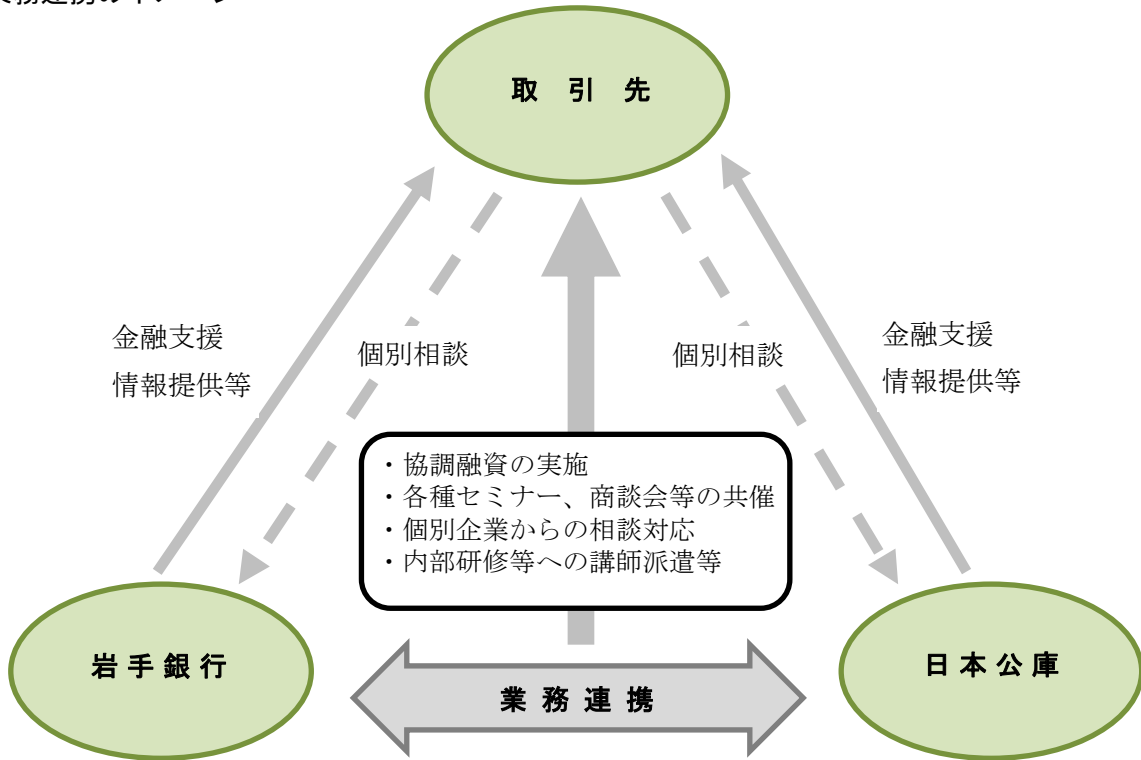 取 引 先
金融支援
情報提供等
個別相談
個別相談
金融支援
情報提供等
・協調融資の実施
・各種セミナー、商談会等の共催
・個別企業からの相談対応
・内部研修等への講師派遣等
岩 手 銀 行
業 務 連 携
日 本 公 庫